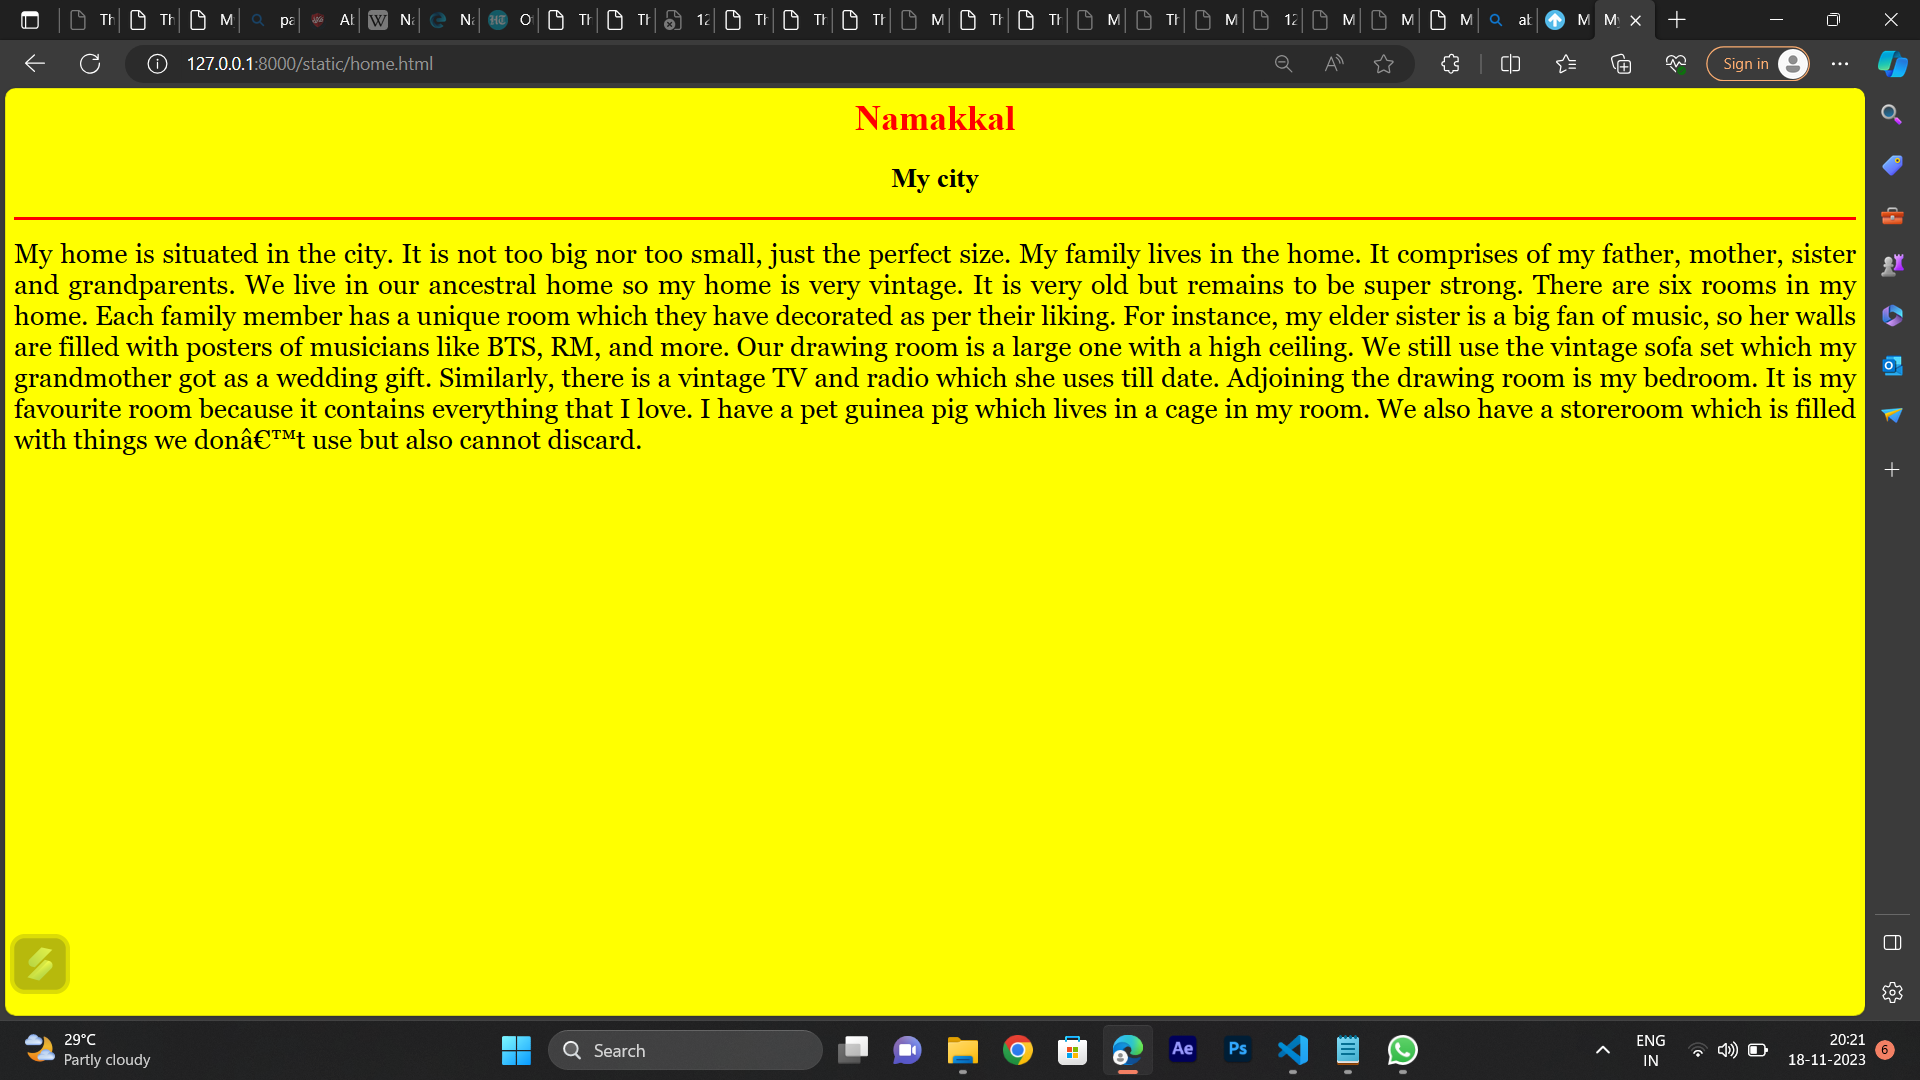 Th Th M pa Al Na Na O Th Th 12 Th Th Th M Th Th M Th M 12 M M M al M My
127.0.0.1:8000/static/home.html
Sign in
Namakkal
My city
My home is situated in the city. It is not too big nor too small, just the perfect size. My family lives in the home. It comprises of my father, mother, sister
and grandparents. We live in our ancestral home so my home is very vintage. It is very old but remains to be super strong. There are six rooms in my
home. Each family member has a unique room which they have decorated as per their liking. For instance, my elder sister is a big fan of music, so her walls
are filled with posters of musicians like BTS, RM, and more. Our drawing room is a large one with a high ceiling. We still use the vintage sofa set which my
grandmother got as a wedding gift. Similarly, there is a vintage TV and radio which she uses till date. Adjoining the drawing room is my bedroom. It is my
favourite room because it contains everything that I love. I have a pet guinea pig which lives in a cage in my room. We also have a storeroom which is filled
with things we donâ€™t use but also cannot discard.
29°C
Partly cloudy
Search
Ae
Ps
ENG
IN
20:21
18-11-2023
6